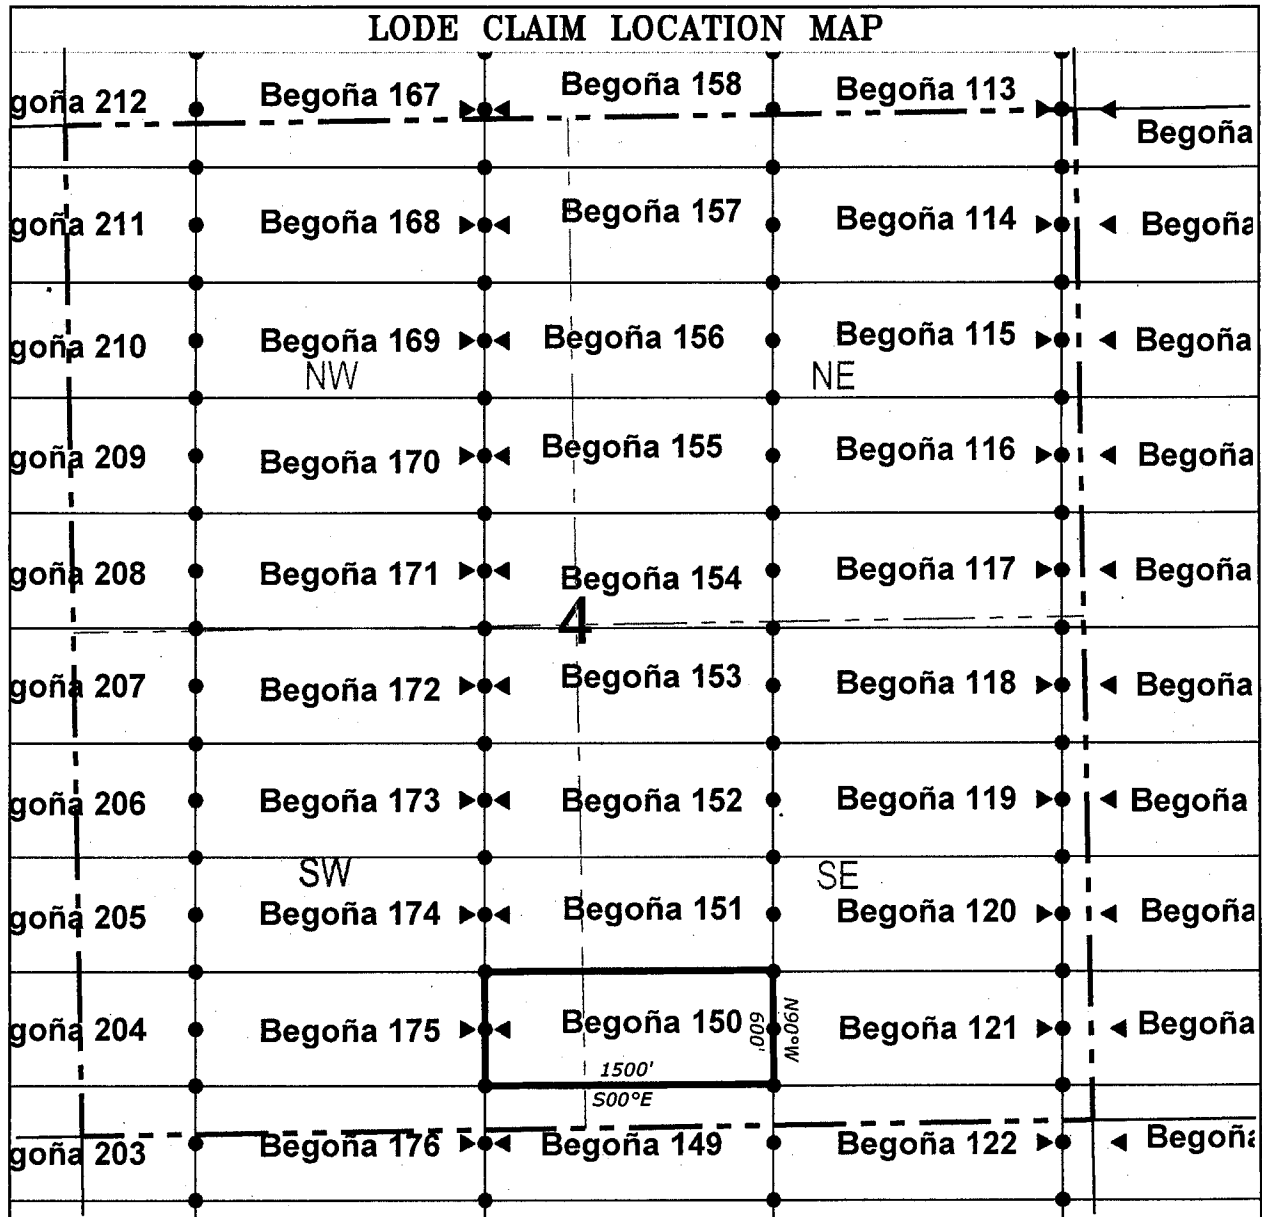 LODE CLAIM LOCATION MAP
goña 212 Begoña 167 Begoña 158 Begoña 113
Begoña
goña 211 Begoña 168 Begoña 157 Begoña 114 Begoña
goña 210 Begoña 169 Begoña 156 Begoña 115 Begoña
NW NE
goña 209 Begoña 170 Begoña 155 Begoña 116 Begoña
goña 208 Begoña 171 Begoña 154 Begoña 117 Begoña
4
goña 207 Begoña 172 Begoña 153 Begoña 118 Begoña
goña 206 Begoña 173 Begoña 152 Begoña 119 Begoña
SW SE
goña 205 Begoña 174 Begoña 151 Begoña 120 Begoña
goña 204 Begoña 175 Begoña 150 600' N90°W Begoña 121 Begoña
1500'
S00°E
goña 203 Begoña 176 Begoña 149 Begoña 122 Begoña